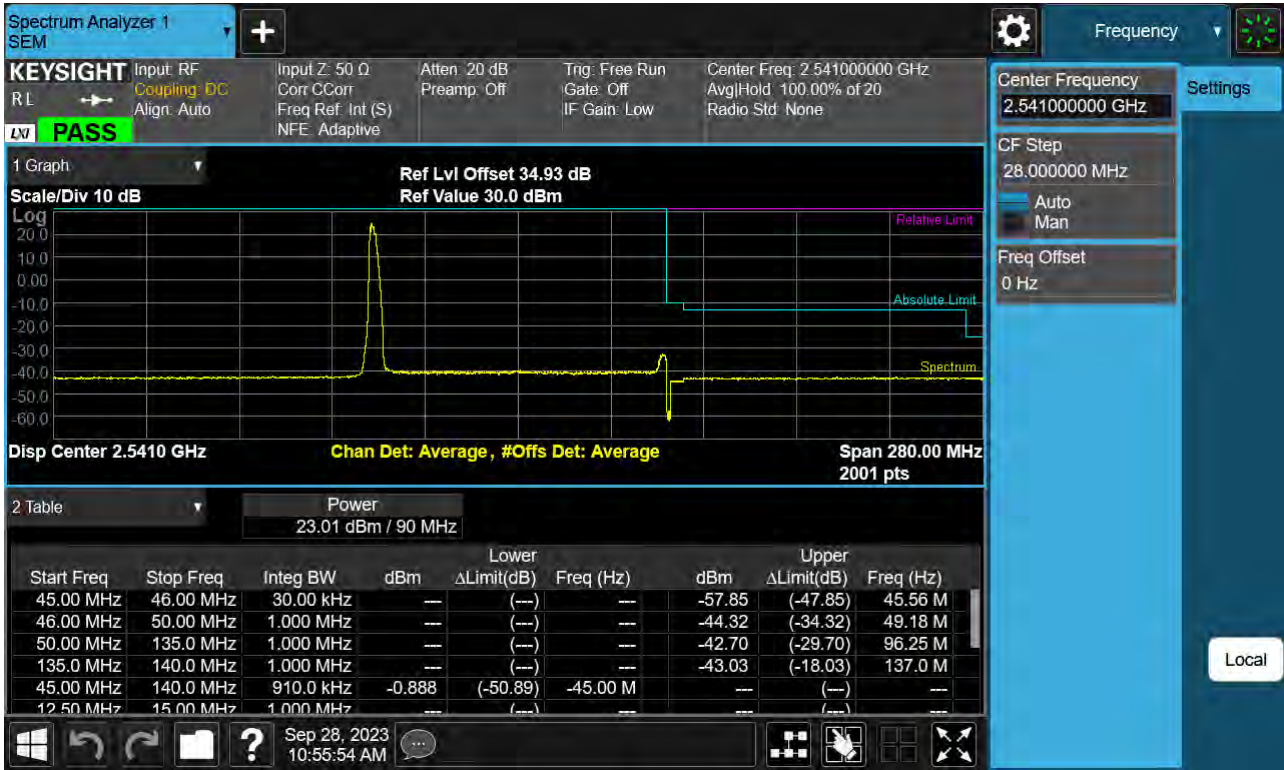 Spectrum Analyzer 1
SEM
+
Frequency
KEYSIGHT
RL
LXI
PASS
Input: RF
Coupling: DC
Align: Auto
Input Z: 50 Ω
Corr CCorr
Freq Ref: Int (S)
NFE: Adaptive
Atten: 20 dB
Preamp: Off
Trig: Free Run
Gate: Off
IF Gain: Low
Center Freq: 2.541000000 GHz
Avg|Hold: 100.00% of 20
Radio Std: None
Center Frequency
2.541000000 GHz
Settings
CF Step
28.000000 MHz
Auto
Man
Freq Offset
0 Hz
Local
1 Graph
Ref Lvl Offset 34.93 dB
Scale/Div 10 dB
Ref Value 30.0 dBm
Log
20.0
10.0
0.00
-10.0
-20.0
-30.0
-40.0
-50.0
-60.0
Relative Limit
Absolute Limit
Spectrum
Disp Center 2.5410 GHz
Chan Det: Average, #Offs Det: Average
Span 280.00 MHz
2001 pts
2 Table
Power
23.01 dBm / 90 MHz
Lower Upper
Start Freq Stop Freq Integ BW dBm ΔLimit(dB) Freq (Hz) dBm ΔLimit(dB) Freq (Hz)
45.00 MHz 46.00 MHz 30.00 kHz --- (---) --- -57.85 (-47.85) 45.56 M
46.00 MHz 50.00 MHz 1.000 MHz --- (---) --- -44.32 (-34.32) 49.18 M
50.00 MHz 135.0 MHz 1.000 MHz --- (---) --- -42.70 (-29.70) 96.25 M
135.0 MHz 140.0 MHz 1.000 MHz --- (---) --- -43.03 (-18.03) 137.0 M
45.00 MHz 140.0 MHz 910.0 kHz -0.888 (-50.89) -45.00 M --- (---) ---
12.50 MHz 15.00 MHz 1.000 MHz --- (---) --- --- (---) ---
?
Sep 28, 2023
10:55:54 AM